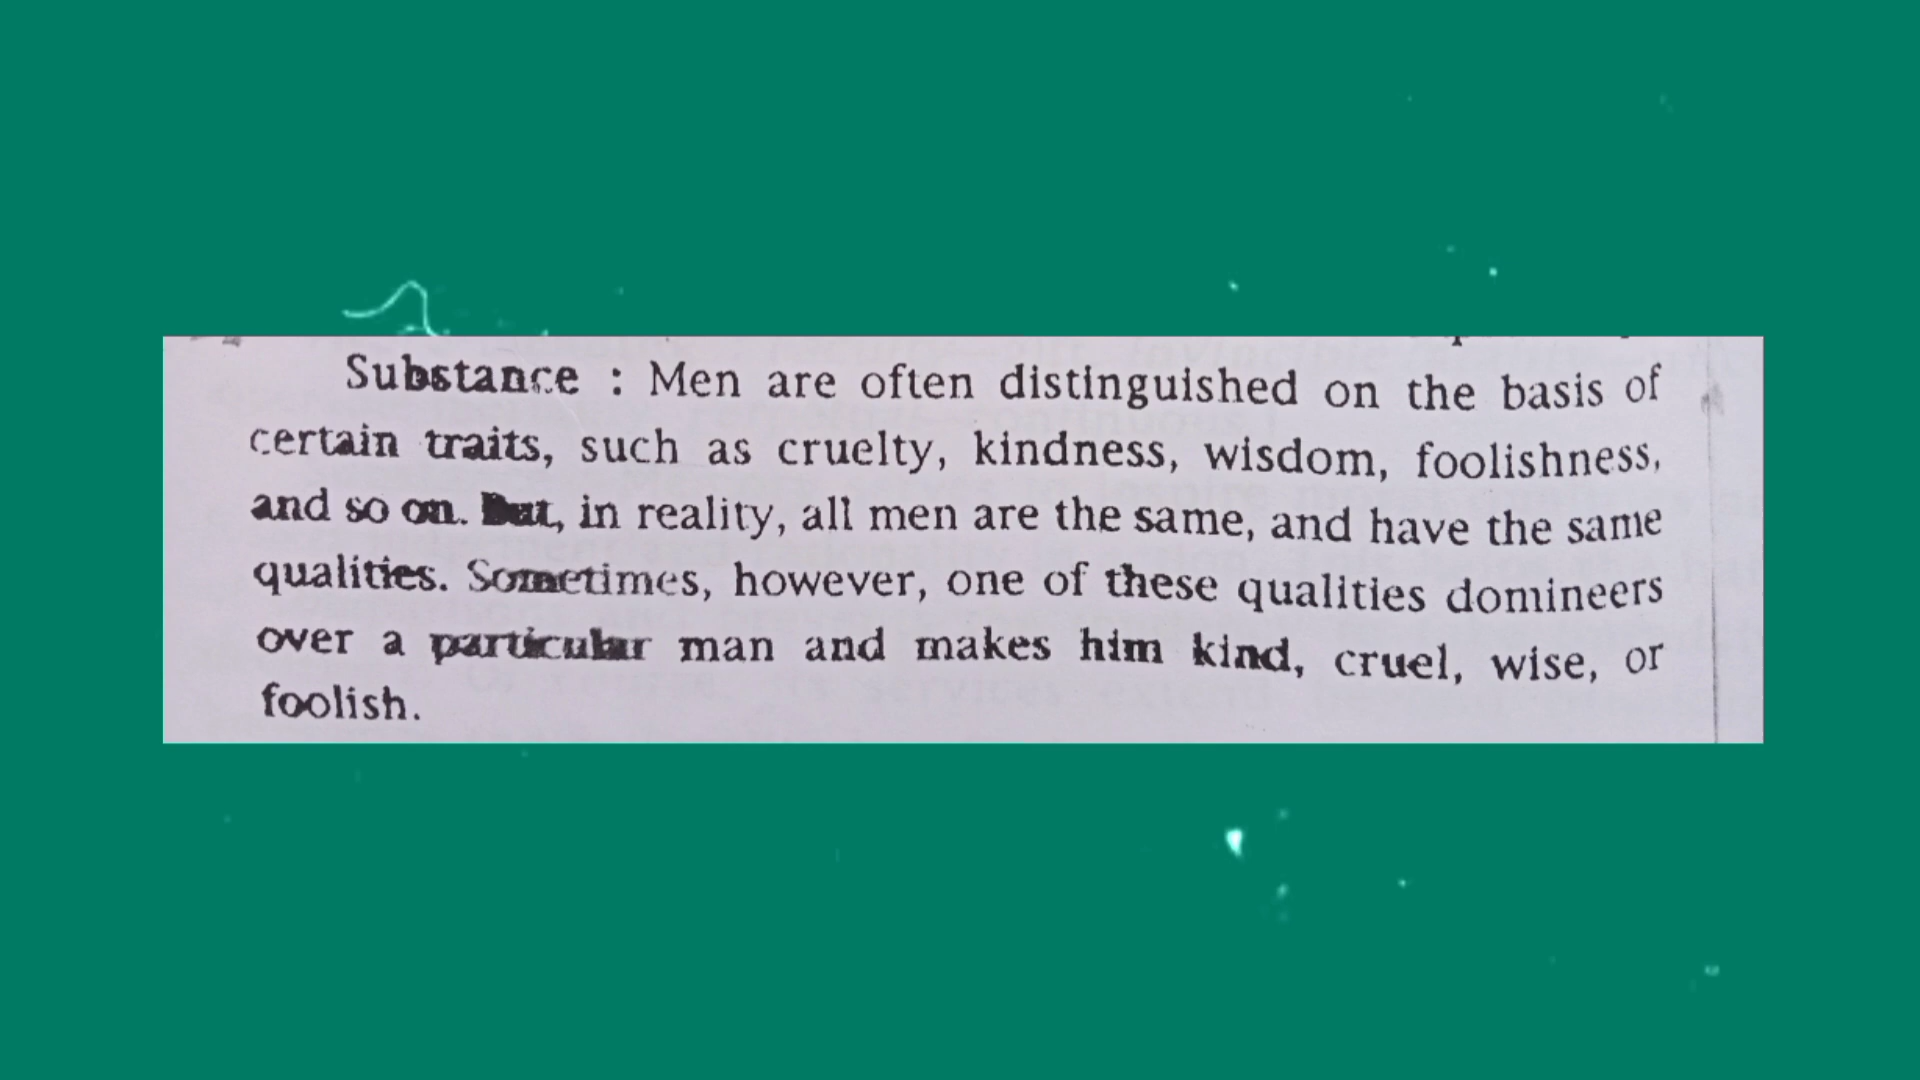 Substance : Men are often distinguished on the basis of
certain traits, such as cruelty, kindness, wisdom, foolishness,
and so on. But, in reality, all men are the same, and have the same
qualities. Sometimes, however, one of these qualities domineers
over a particular man and makes him kind, cruel, wise, or
foolish.